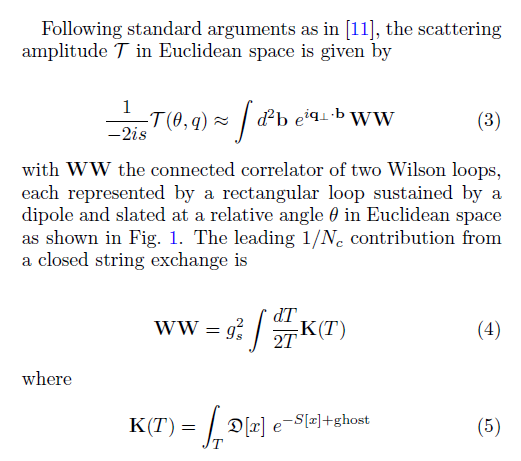 Following standard arguments as in [11], the scattering
amplitude 𝒯 in Euclidean space is given by
1/(−2is) 𝒯(θ, q) ≈ ∫ d²b e^{iq⊥·b} WW (3)
with WW the connected correlator of two Wilson loops,
each represented by a rectangular loop sustained by a
dipole and slated at a relative angle θ in Euclidean space
as shown in Fig. 1. The leading 1/N_c contribution from
a closed string exchange is
WW = g_s^2 ∫ dT/2T K(T) (4)
where
K(T) = ∫_T 𝔇[x] e^{−S[x]+ghost} (5)